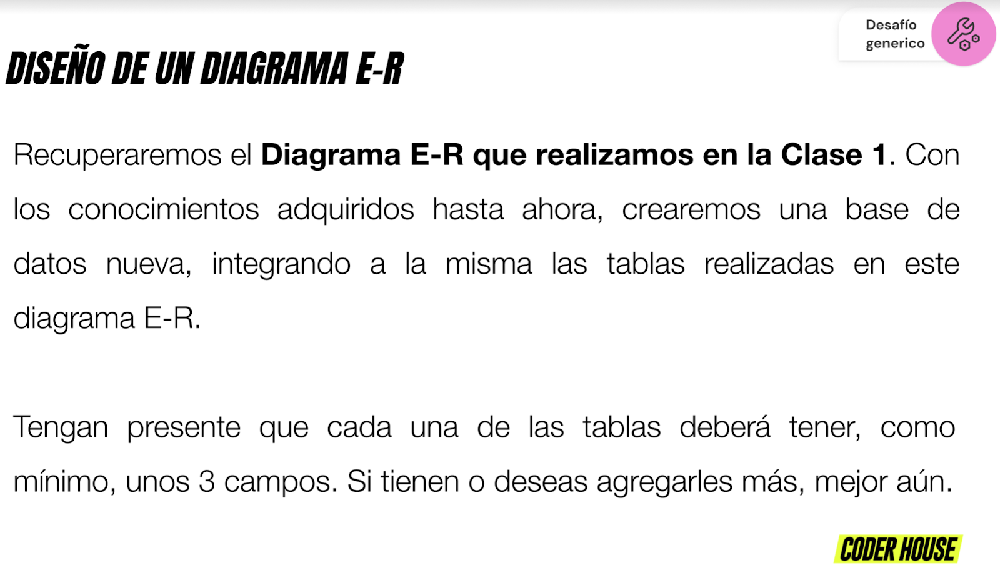 Desafío
generico
DISEÑO DE UN DIAGRAMA E-R
Recuperaremos el Diagrama E-R que realizamos en la Clase 1. Con
los conocimientos adquiridos hasta ahora, crearemos una base de
datos nueva, integrando a la misma las tablas realizadas en este
diagrama E-R.
Tengan presente que cada una de las tablas deberá tener, como
mínimo, unos 3 campos. Si tienen o deseas agregarles más, mejor aún.
CODER HOUSE